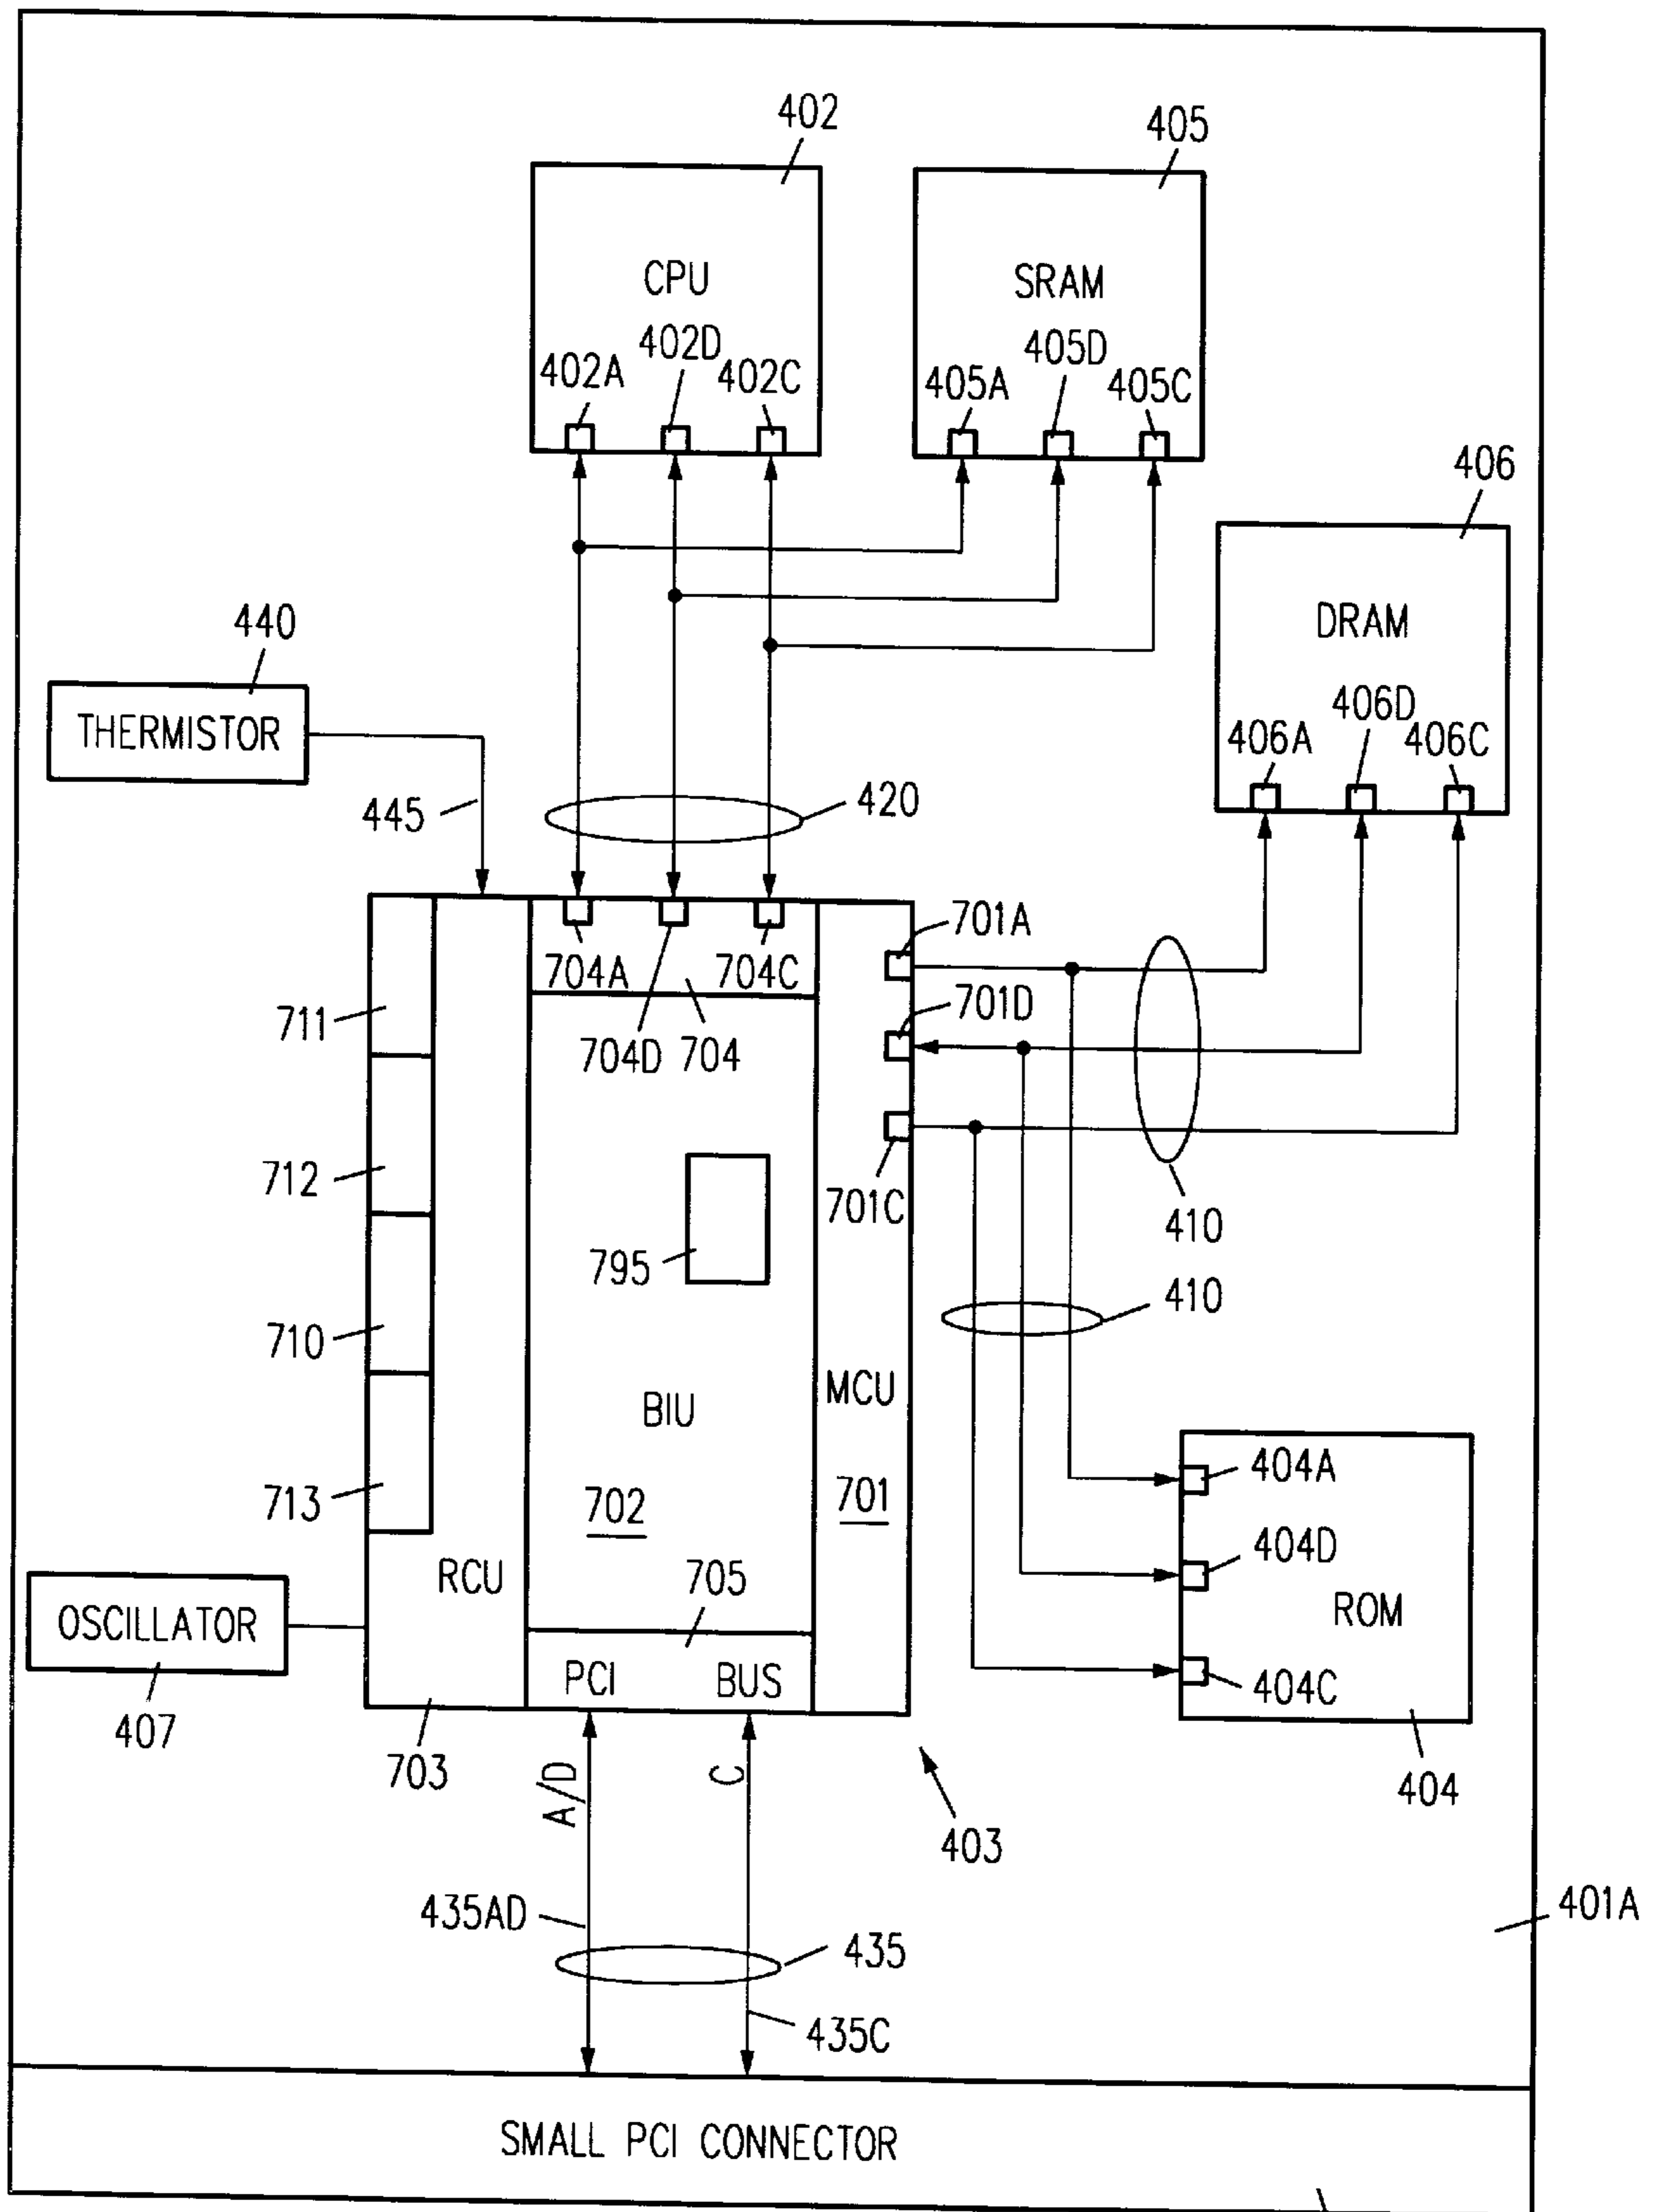 402
405
CPU
SRAM
402A
402D
402C
405A
405D
405C
406
DRAM
406A
406D
406C
440
THERMISTOR
445
420
704A
704C
704D
704
701A
701D
701C
711
712
710
713
795
410
410
BIU
702
MCU
701
RCU
705
PCI BUS
OSCILLATOR
407
703
404A
404D
404C
ROM
404
A/D
C
403
435AD
435
435C
401A
SMALL PCI CONNECTOR